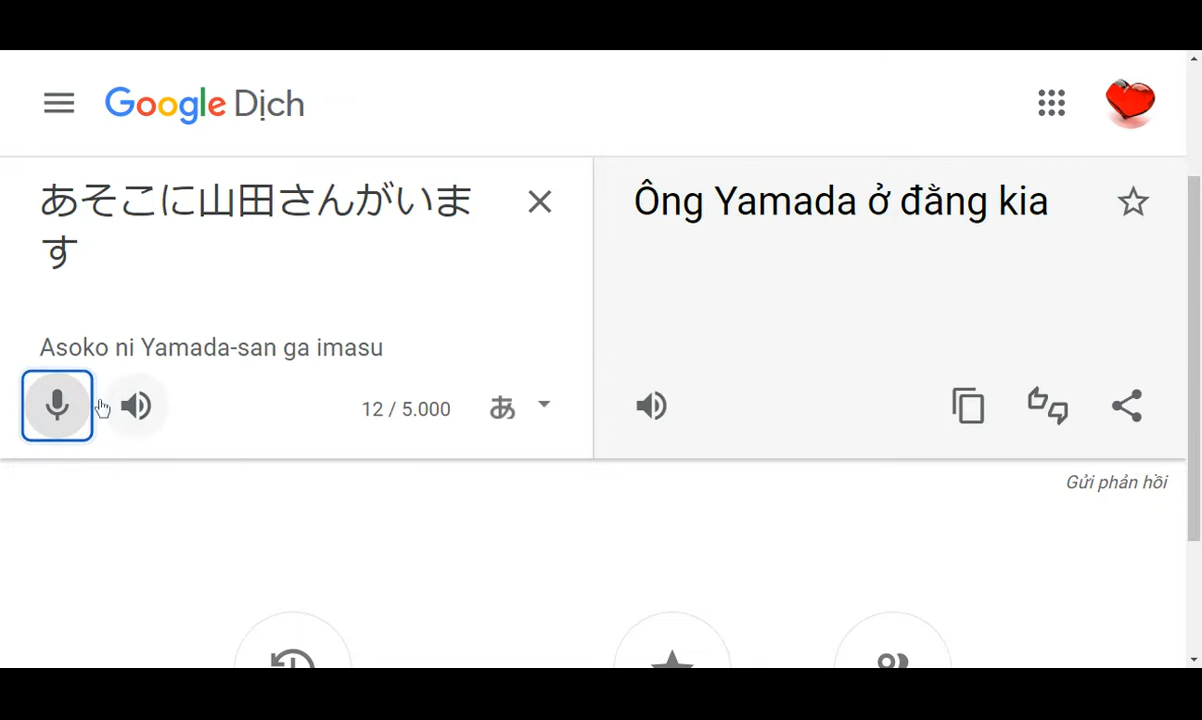 Google Dịch
あそこに山田さんがいま
す
Ông Yamada ở đằng kia
Asoko ni Yamada-san ga imasu
12 / 5.000
あ
Gửi phản hồi